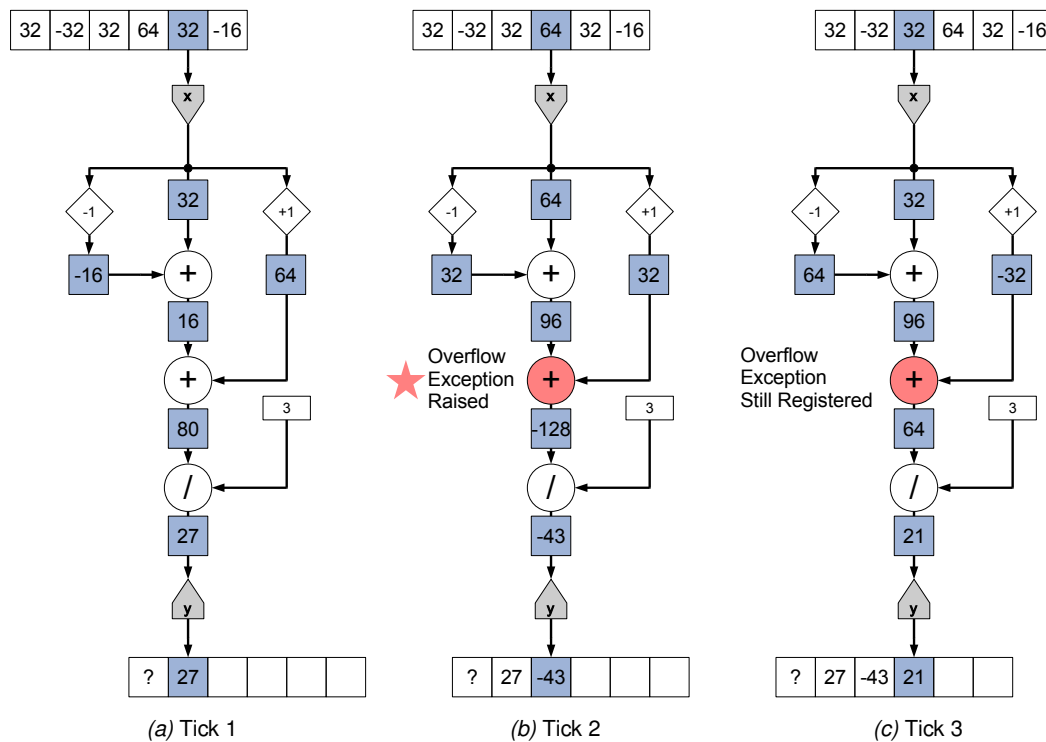 32 -32 32 64 32 -16
x
-1
32
+1
-16
+
64
16
+
3
80
/
27
y
? 27
(a) Tick 1
32 -32 32 64 32 -16
x
-1
64
+1
32
+
32
96
Overflow
Exception
Raised
+
3
-128
/
-43
y
? 27 -43
(b) Tick 2
32 -32 32 64 32 -16
x
-1
32
+1
64
+
-32
96
Overflow
Exception
Still Registered
+
3
64
/
21
y
? 27 -43 21
(c) Tick 3